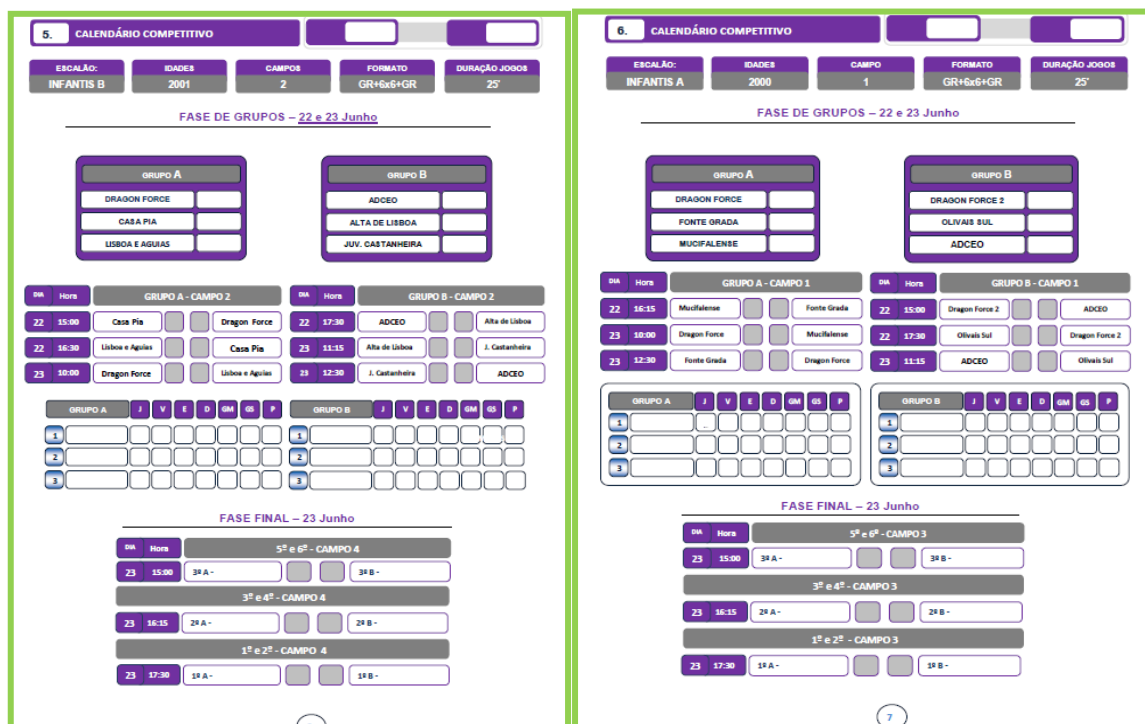 5. CALENDÁRIO COMPETITIVO
ESCALÃO: IDADES CAMPOS FORMATO DURAÇÃO JOGOS
INFANTIS B 2001 2 GR+6x6+GR 25'
FASE DE GRUPOS – 22 e 23 Junho
GRUPO A GRUPO B
DRAGON FORCE ADCEO
CASA PIA ALTA DE LISBOA
LISBOA E AGUIAS JUV. CASTANHEIRA
DIA Hora GRUPO A - CAMPO 2 DIA Hora GRUPO B - CAMPO 2
22 15:00 Casa Pia Dragon Force 22 17:30 ADCEO Alta de Lisboa
22 16:30 Lisboa e Aguias Casa Pia 23 11:15 Alta de Lisboa J. Castanheira
23 10:00 Dragon Force Lisboa e Aguias 23 12:30 J. Castanheira ADCEO
GRUPO A J V E D GM GS P GRUPO B J V E D GM GS P
1 1
2 2
3 3
FASE FINAL – 23 Junho
DIA Hora 5º e 6º - CAMPO 4
23 15:00 3º A - 3º B -
3º e 4º - CAMPO 4
23 16:15 2º A - 2º B -
1º e 2º - CAMPO 4
23 17:30 1º A - 1º B -
6. CALENDÁRIO COMPETITIVO
ESCALÃO: IDADES CAMPO FORMATO DURAÇÃO JOGOS
INFANTIS A 2000 1 GR+6x6+GR 25'
FASE DE GRUPOS – 22 e 23 Junho
GRUPO A GRUPO B
DRAGON FORCE DRAGON FORCE 2
FONTE GRADA OLIVAIS SUL
MUCIFALENSE ADCEO
DIA Hora GRUPO A - CAMPO 1 DIA Hora GRUPO B - CAMPO 1
22 16:15 Mucifalense Fonte Grada 22 15:00 Dragon Force 2 ADCEO
23 10:00 Dragon Force Mucifalense 22 17:30 Olivais Sul Dragon Force 2
23 12:30 Fonte Grada Dragon Force 23 11:15 ADCEO Olivais Sul
GRUPO A J V E D GM GS P GRUPO B J V E D GM GS P
1 1
2 2
3 3
FASE FINAL – 23 Junho
DIA Hora 5º e 6º - CAMPO 3
23 15:00 3º A - 3º B -
3º e 4º - CAMPO 3
23 16:15 2º A - 2º B -
1º e 2º - CAMPO 3
23 17:30 1º A - 1º B -
7